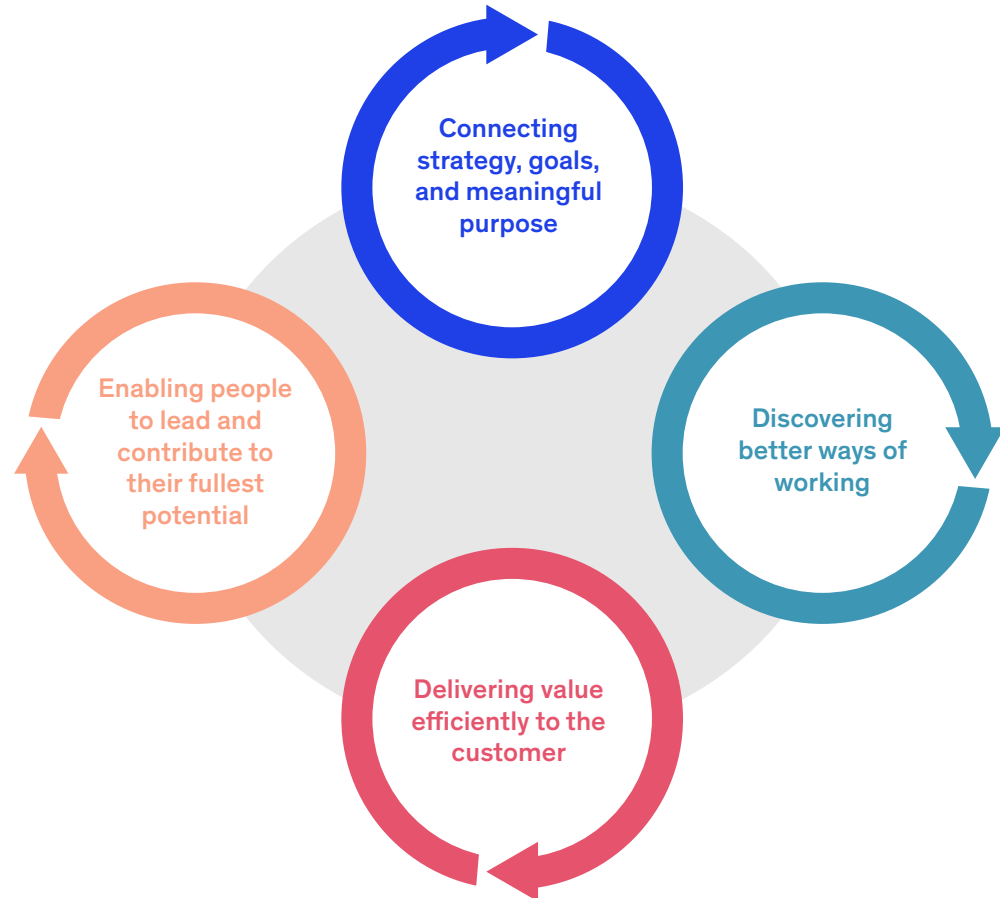 Connecting
strategy, goals,
and meaningful
purpose
Enabling people
to lead and
contribute to
their fullest
potential
Discovering
better ways of
working
Delivering value
efficiently to the
customer